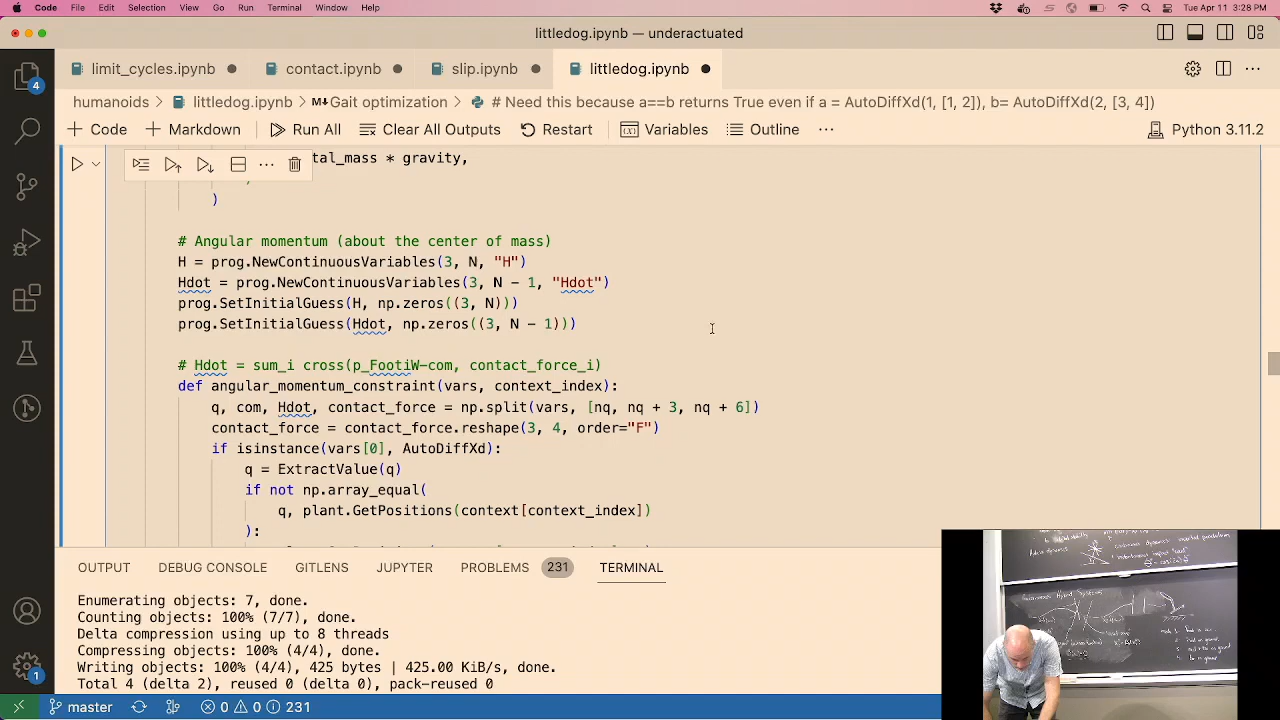 Code File Edit Selection View Go Run Terminal Window Help Tue Apr 11 3:28 PM
littledog.ipynb — underactuated
limit_cycles.ipynb contact.ipynb slip.ipynb littledog.ipynb
humanoids > littledog.ipynb > Gait optimization > # Need this because a==b returns True even if a = AutoDiffXd(1, [1, 2]), b= AutoDiffXd(2, [3, 4])
+ Code + Markdown Run All Clear All Outputs Restart Variables Outline ... Python 3.11.2
tal_mass * gravity,
)
# Angular momentum (about the center of mass)
H = prog.NewContinuousVariables(3, N, "H")
Hdot = prog.NewContinuousVariables(3, N - 1, "Hdot")
prog.SetInitialGuess(H, np.zeros((3, N)))
prog.SetInitialGuess(Hdot, np.zeros((3, N - 1)))
# Hdot = sum_i cross(p_FootiW-com, contact_force_i)
def angular_momentum_constraint(vars, context_index):
q, com, Hdot, contact_force = np.split(vars, [nq, nq + 3, nq + 6])
contact_force = contact_force.reshape(3, 4, order="F")
if isinstance(vars[0], AutoDiffXd):
q = ExtractValue(q)
if not np.array_equal(
q, plant.GetPositions(context[context_index])
):
OUTPUT DEBUG CONSOLE GITLENS JUPYTER PROBLEMS 231 TERMINAL
Enumerating objects: 7, done.
Counting objects: 100% (7/7), done.
Delta compression using up to 8 threads
Compressing objects: 100% (4/4), done.
Writing objects: 100% (4/4), 425 bytes | 425.00 KiB/s, done.
Total 4 (delta 2), reused 0 (delta 0), pack-reused 0
master 0 0 231
4
1